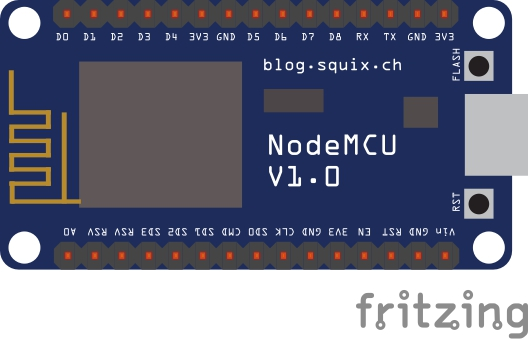 D0 D1 D2 D3 D4 3V3 GND D5 D6 D7 D8 RX TX GND 3V3
FLASH
blog.squix.ch
NodeMCU
V1.0
RST
A0 RSV RSV SD3 SD2 SD1 CMD SD0 CLK GND 3V3 EN RST GND Vin
fritzing